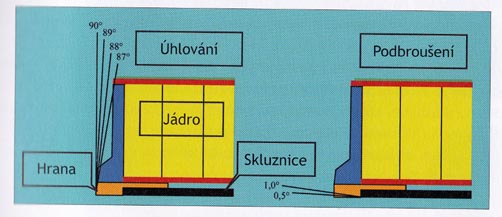 90°
89°
88°
87°
Úhlování
Podbroušení
Jádro
Hrana
Skluznice
1,0°
0,5°